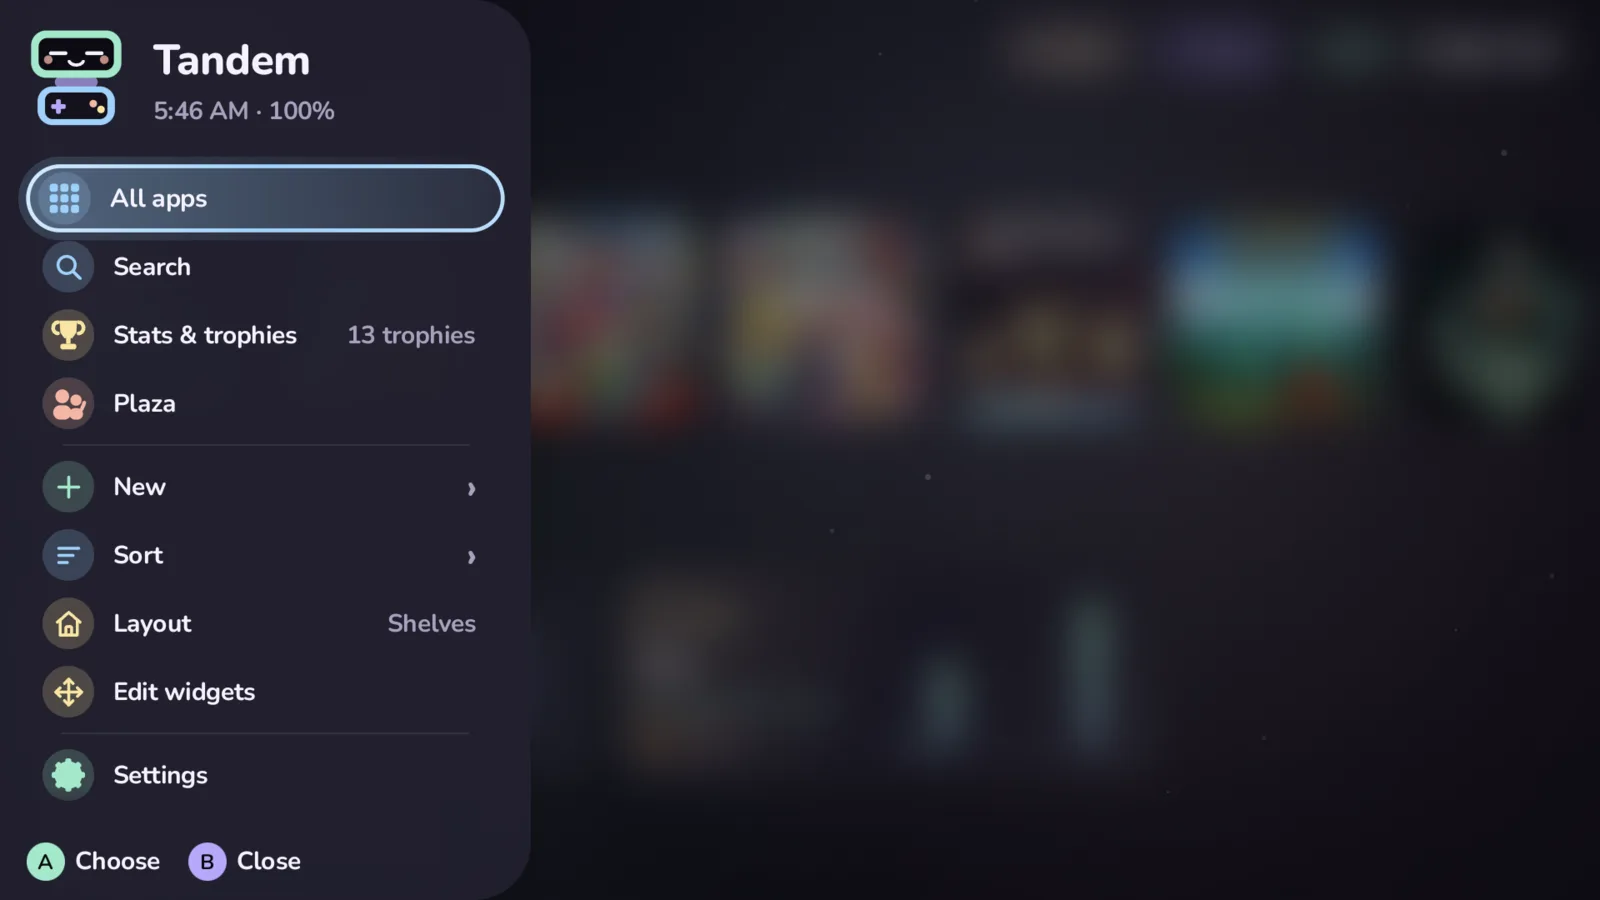 Tandem
5:46 AM · 100%
All apps
Search
Stats & trophies 13 trophies
Plaza
New ›
Sort ›
Layout Shelves
Edit widgets
Settings
A Choose B Close